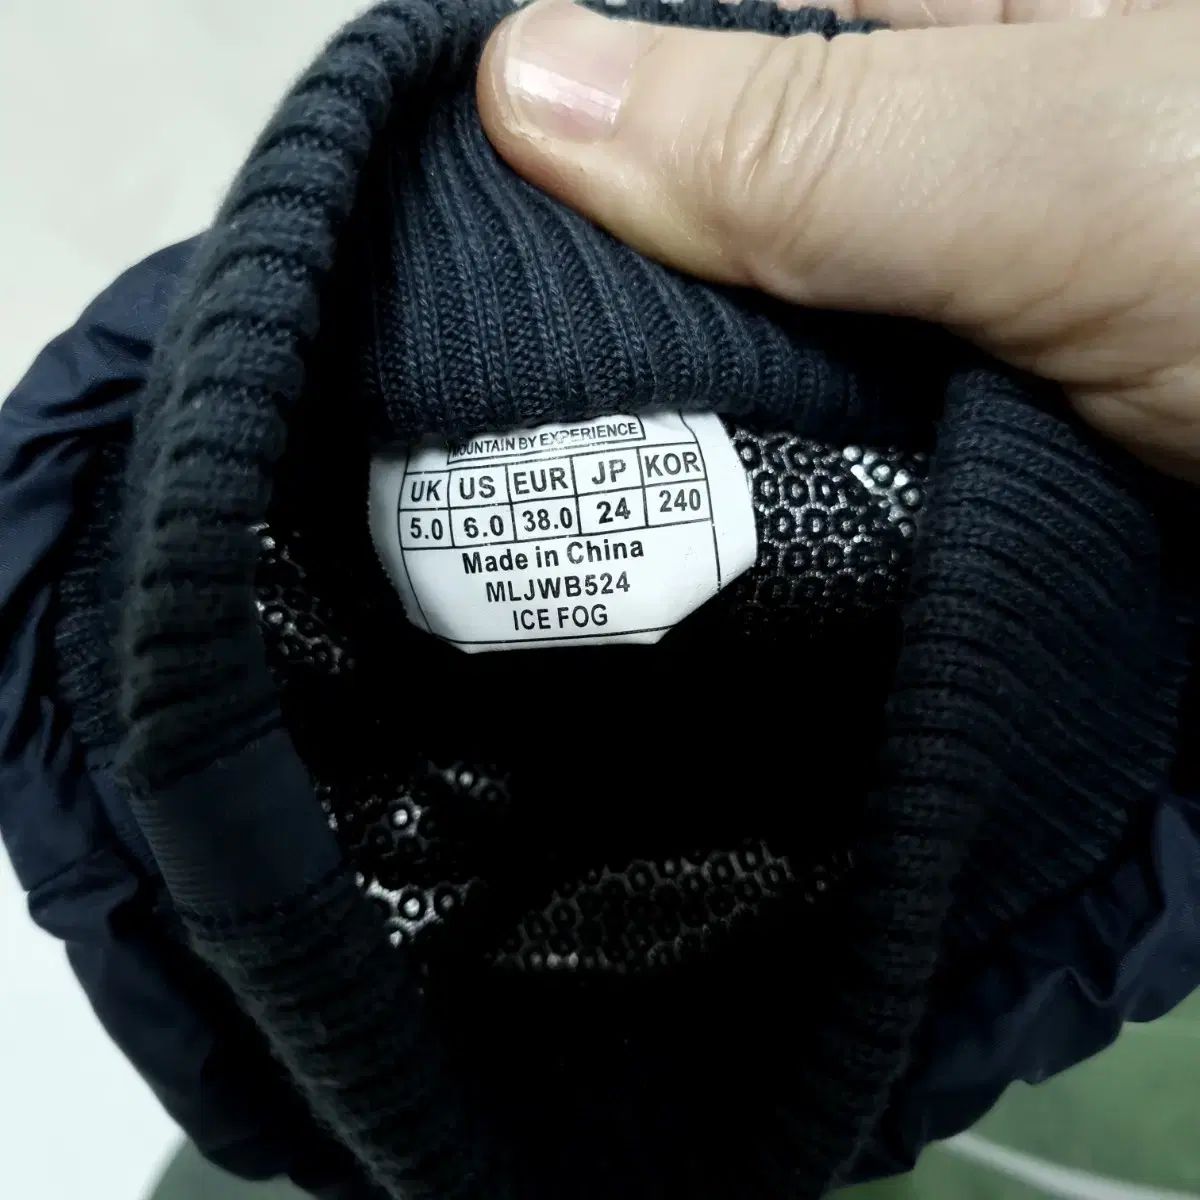 MOUNTAIN BY EXPERIENCE
UK US EUR JP KOR
5.0 6.0 38.0 24 240
Made in China
MLJWB524
ICE FOG